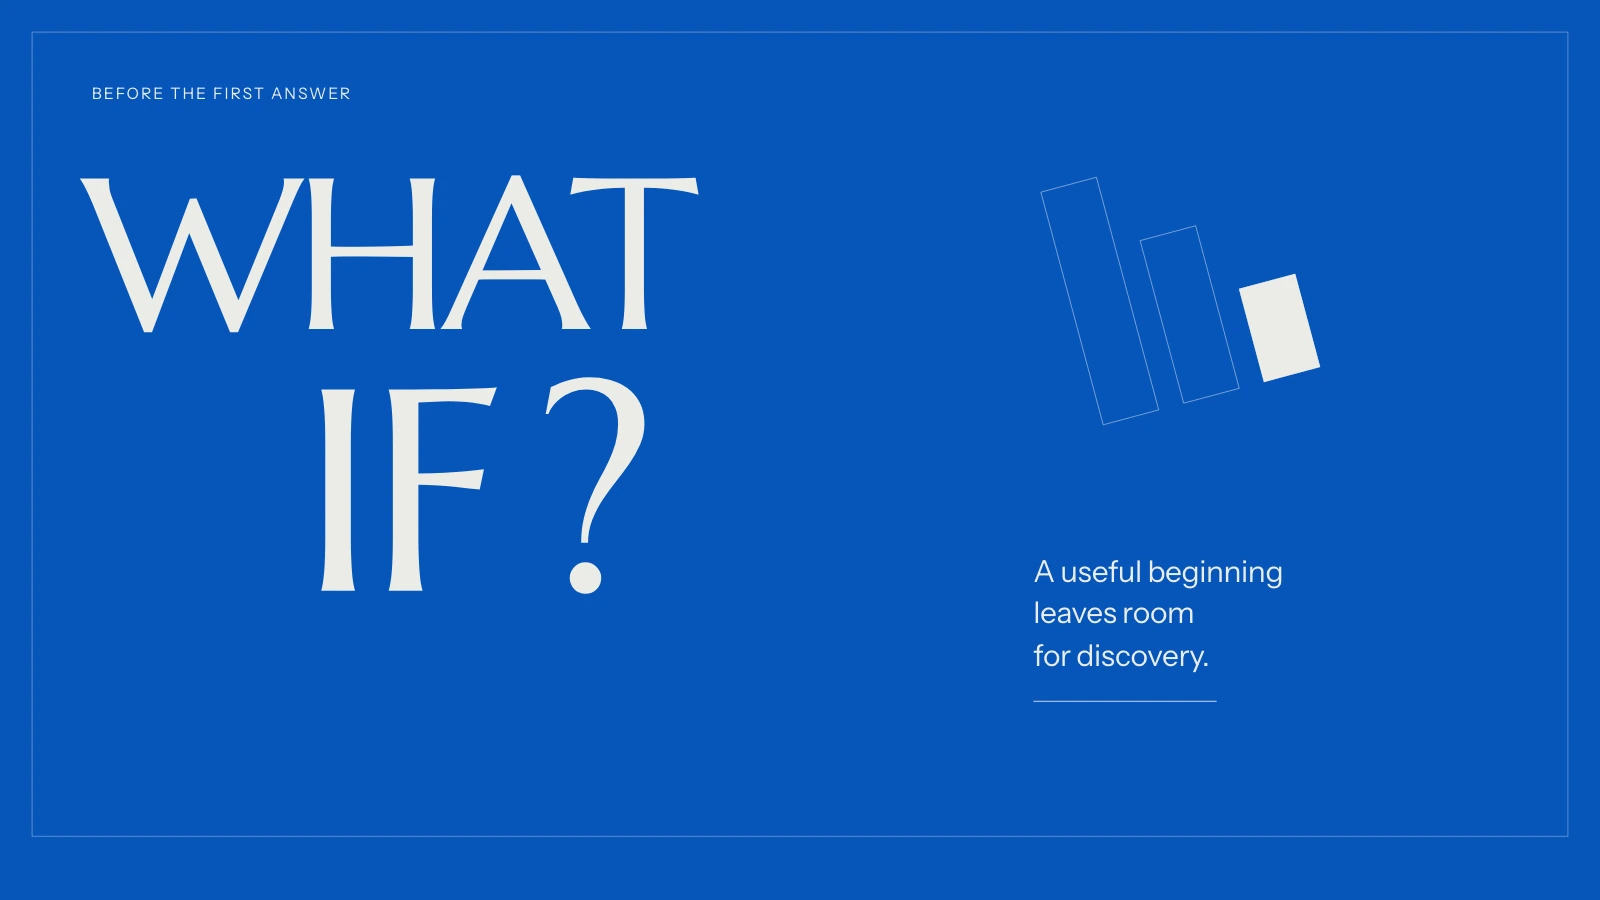 BEFORE THE FIRST ANSWER
WHAT
IF?
A useful beginning
leaves room
for discovery.